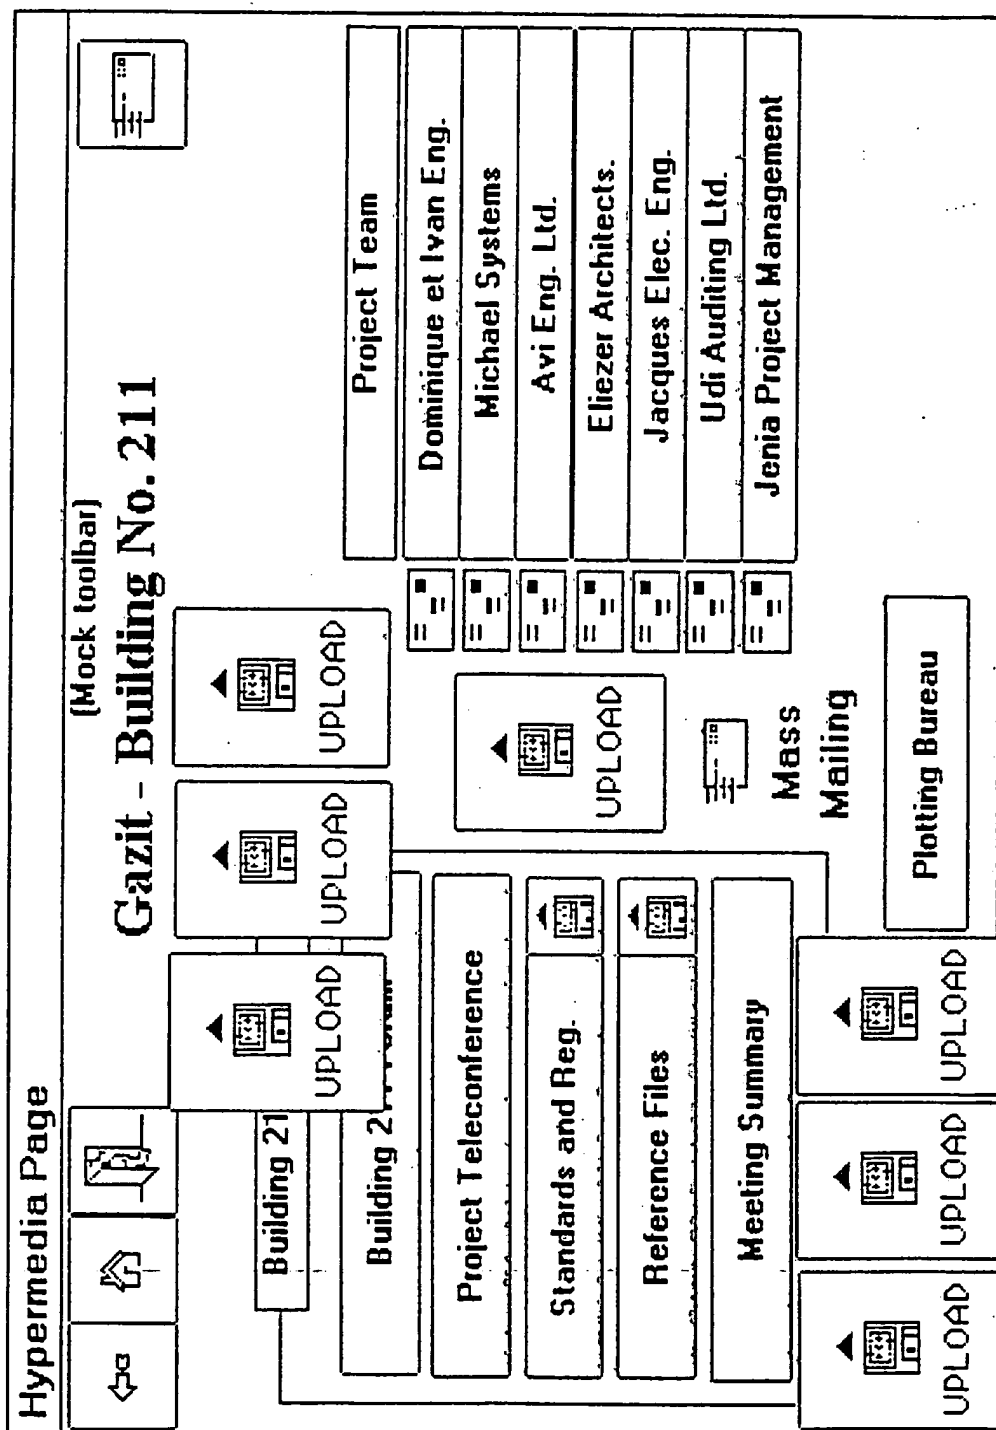 Hypermedia Page
(Mock toolbar)
Gazit - Building No. 211
UPLOAD
UPLOAD
UPLOAD
Building 21
Building 21
Project Teleconference
Standards and Reg.
Reference Files
Meeting Summary
UPLOAD
UPLOAD
UPLOAD
UPLOAD
Mass
Mailing
Plotting Bureau
Project Team
Dominique et Ivan Eng.
Michael Systems
Avi Eng. Ltd.
Eliezer Architects.
Jacques Elec. Eng.
Udi Auditing Ltd.
Jenia Project Management